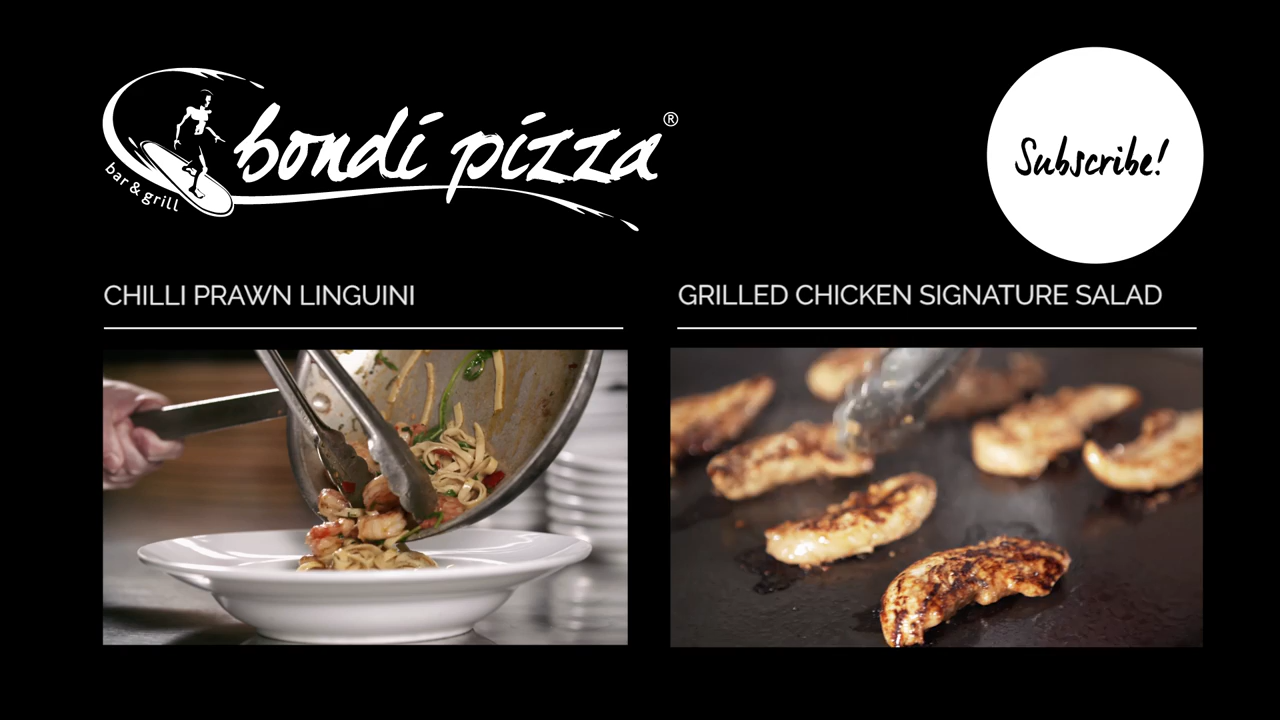 bondi pizza®
bar & grill
Subscribe!
CHILLI PRAWN LINGUINI
GRILLED CHICKEN SIGNATURE SALAD